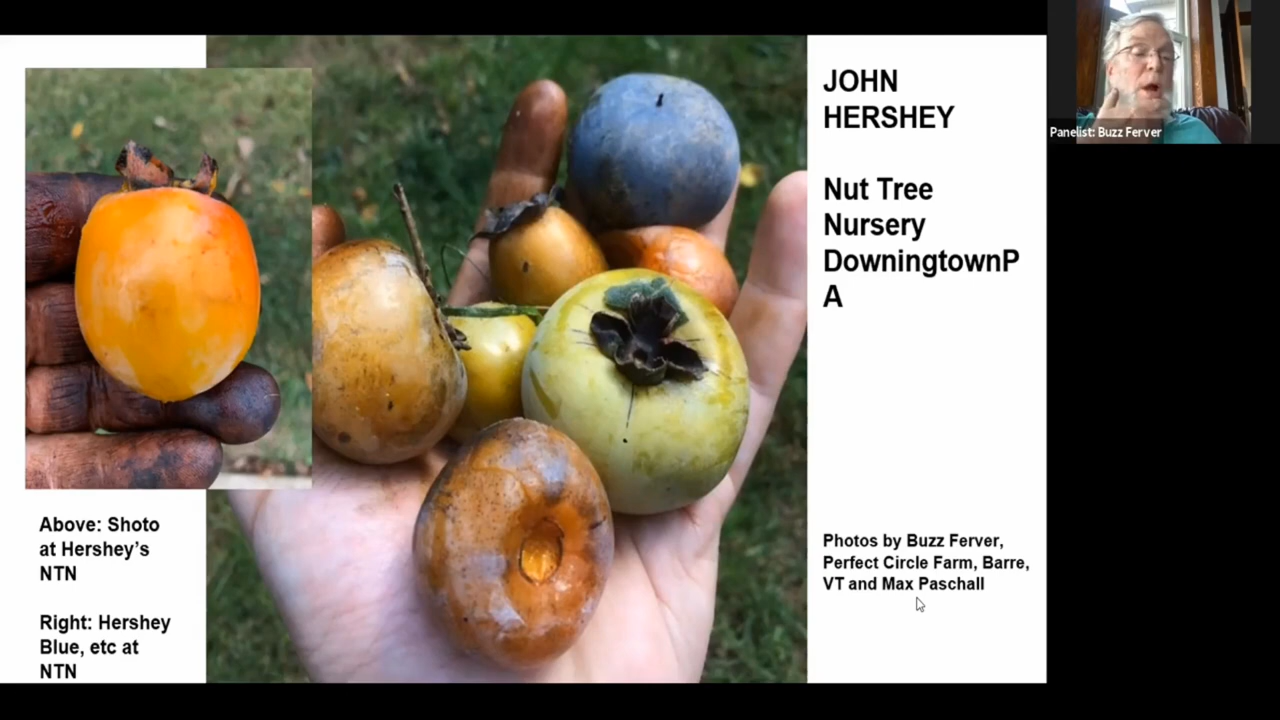 JOHN
HERSHEY
Nut Tree
Nursery
DowningtownP
A
Panelist: Buzz Ferver
Above: Shoto
at Hershey's
NTN
Right: Hershey
Blue, etc at
NTN
Photos by Buzz Ferver,
Perfect Circle Farm, Barre,
VT and Max Paschall